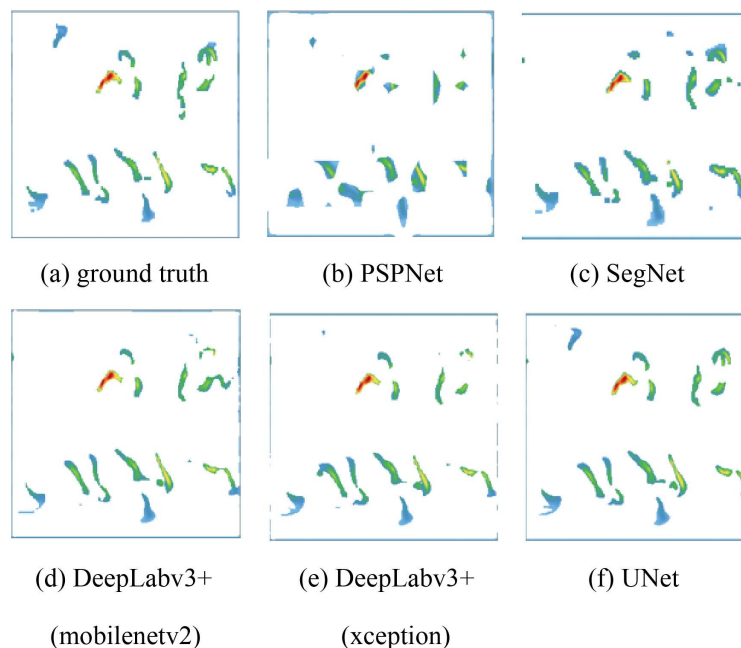 (a) ground truth
(b) PSPNet
(c) SegNet
(d) DeepLabv3+
(mobilenetv2)
(e) DeepLabv3+
(xception)
(f) UNet